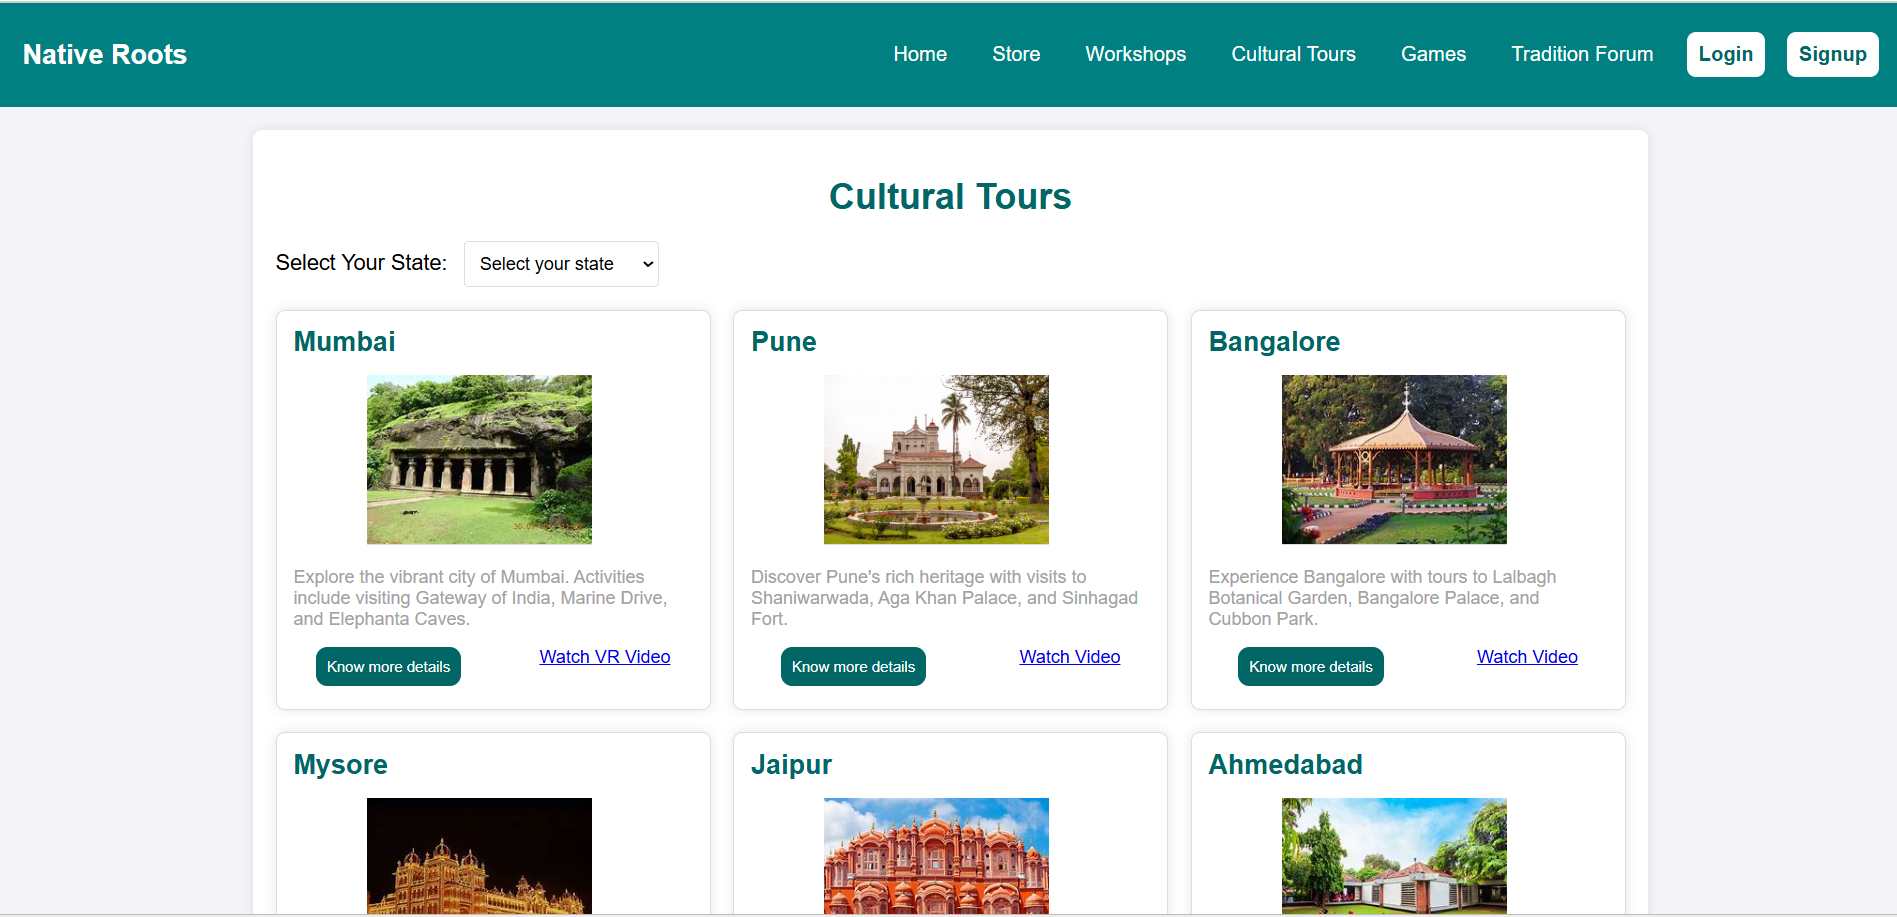 Native Roots
Home Store Workshops Cultural Tours Games Tradition Forum Login Signup
Cultural Tours
Select Your State: Select your state
Mumbai
Explore the vibrant city of Mumbai. Activities
include visiting Gateway of India, Marine Drive,
and Elephanta Caves.
Know more details Watch VR Video
Pune
Discover Pune's rich heritage with visits to
Shaniwarwada, Aga Khan Palace, and Sinhagad
Fort.
Know more details Watch Video
Bangalore
Experience Bangalore with tours to Lalbagh
Botanical Garden, Bangalore Palace, and
Cubbon Park.
Know more details Watch Video
Mysore
Jaipur
Ahmedabad